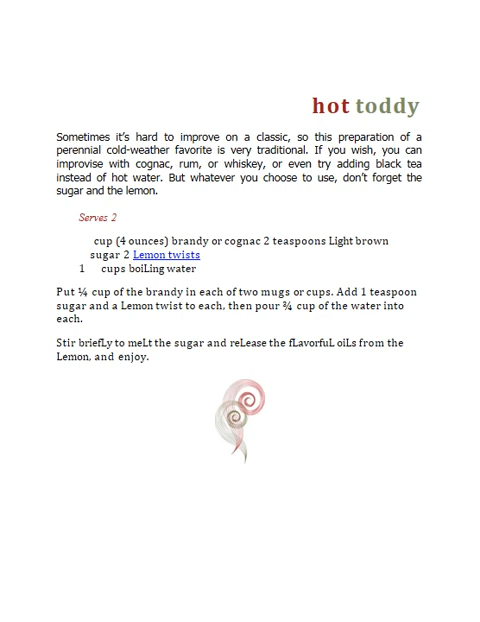 hot toddy
Sometimes it's hard to improve on a classic, so this preparation of a
perennial cold-weather favorite is very traditional. If you wish, you can
improvise with cognac, rum, or whiskey, or even try adding black tea
instead of hot water. But whatever you choose to use, don't forget the
sugar and the lemon.
Serves 2
cup (4 ounces) brandy or cognac 2 teaspoons Light brown
sugar 2 Lemon twists
1 cups boiLing water
Put ¼ cup of the brandy in each of two mugs or cups. Add 1 teaspoon
sugar and a Lemon twist to each, then pour ¾ cup of the water into
each.
Stir briefLy to meLt the sugar and reLease the fLavorfuL oiLs from the
Lemon, and enjoy.